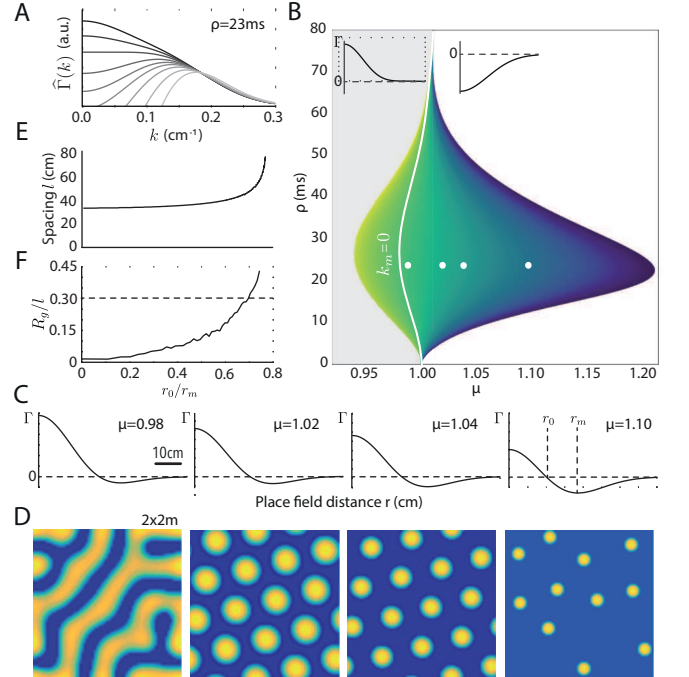 A
ρ=23ms
Γ̂(k) (a.u.)
0.0 0.1 0.2 0.3
k (cm⁻¹)
B
80
70
60
50
40
30
20
10
0
ρ (ms)
Γ
0
0
k_m=0
0.95 1.00 1.05 1.10 1.15 1.20
μ
E
80
60
40
20
0
Spacing l (cm)
F
0.45
0.30
0.15
0
R_g/l
0 0.2 0.4 0.6 0.8
r_0/r_m
C
Γ
0
μ=0.98
10cm
Γ
μ=1.02
Γ
μ=1.04
Γ
r_0 r_m
μ=1.10
Place field distance r (cm)
D
2x2m